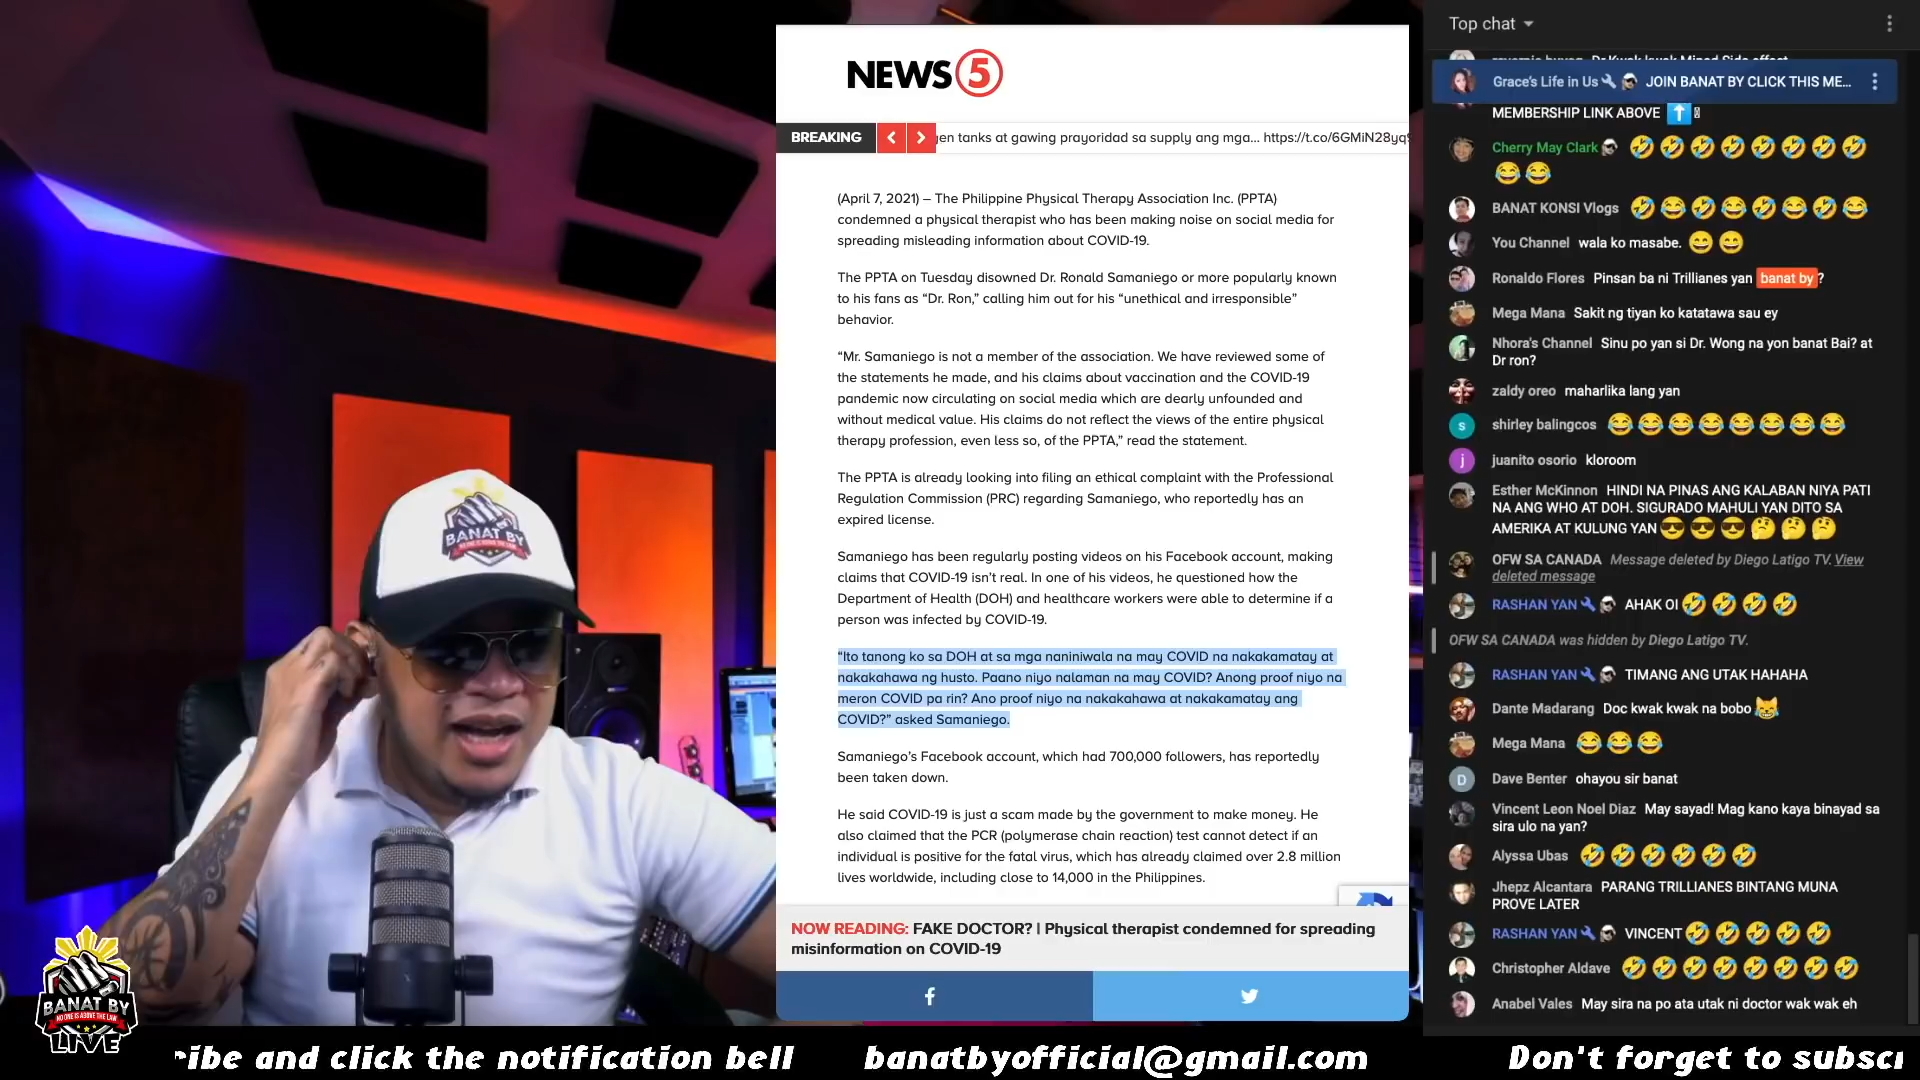 NEWS 5
BREAKING
en tanks at gawing prayoridad sa supply ang mga... https://t.co/6GMiN28yq
(April 7, 2021) – The Philippine Physical Therapy Association Inc. (PPTA)
condemned a physical therapist who has been making noise on social media for
spreading misleading information about COVID-19.
The PPTA on Tuesday disowned Dr. Ronald Samaniego or more popularly known
to his fans as “Dr. Ron,” calling him out for his “unethical and irresponsible”
behavior.
“Mr. Samaniego is not a member of the association. We have reviewed some of
the statements he made, and his claims about vaccination and the COVID-19
pandemic now circulating on social media which are dearly unfounded and
without medical value. His claims do not reflect the views of the entire physical
therapy profession, even less so, of the PPTA,” read the statement.
The PPTA is already looking into filing an ethical complaint with the Professional
Regulation Commission (PRC) regarding Samaniego, who reportedly has an
expired license.
Samaniego has been regularly posting videos on his Facebook account, making
claims that COVID-19 isn’t real. In one of his videos, he questioned how the
Department of Health (DOH) and healthcare workers were able to determine if a
person was infected by COVID-19.
“Ito tanong ko sa DOH at sa mga naniniwala na may COVID na nakakamatay at
nakakahawa ng husto. Paano niyo nalaman na may COVID? Anong proof niyo na
meron COVID pa rin? Ano proof niyo na nakakahawa at nakakamatay ang
COVID?” asked Samaniego.
Samaniego’s Facebook account, which had 700,000 followers, has reportedly
been taken down.
He said COVID-19 is just a scam made by the government to make money. He
also claimed that the PCR (polymerase chain reaction) test cannot detect if an
individual is positive for the fatal virus, which has already claimed over 2.8 million
lives worldwide, including close to 14,000 in the Philippines.
NOW READING: FAKE DOCTOR? | Physical therapist condemned for spreading
misinformation on COVID-19
Top chat
Grace's Life in Us JOIN BANAT BY CLICK THIS ME...
MEMBERSHIP LINK ABOVE
Cherry May Clark 🤣🤣🤣🤣🤣🤣🤣🤣
😂😂
BANAT KONSI Vlogs 🤣😂🤣😂🤣😂🤣😂
You Channel wala ko masabe. 😄😄
Ronaldo Flores Pinsan ba ni Trillianes yan banat by ?
Mega Mana Sakit ng tiyan ko katatawa sau ey
Nhora's Channel Sinu po yan si Dr. Wong na yon banat Bai? at
Dr ron?
zaldy oreo maharlika lang yan
shirley balingcos 😂😂😂😂😂😂😂😂
juanito osorio kloroom
Esther McKinnon HINDI NA PINAS ANG KALABAN NIYA PATI
NA ANG WHO AT DOH. SIGURADO MAHULI YAN DITO SA
AMERIKA AT KULUNG YAN 😎😎😎🤔🤔🤔
OFW SA CANADA Message deleted by Diego Latigo TV. View
deleted message
RASHAN YAN AHAK OI 🤣🤣🤣🤣
OFW SA CANADA was hidden by Diego Latigo TV.
RASHAN YAN TIMANG ANG UTAK HAHAHA
Dante Madarang Doc kwak kwak na bobo 😹
Mega Mana 😂😂😂
Dave Benter ohayou sir banat
Vincent Leon Noel Diaz May sayad! Mag kano kaya binayad sa
sira ulo na yan?
Alyssa Ubas 🤣🤣🤣🤣🤣🤣
Jhepz Alcantara PARANG TRILLIANES BINTANG MUNA
PROVE LATER
RASHAN YAN VINCENT 🤣🤣🤣🤣🤣
Christopher Aldave 🤣🤣🤣🤣🤣🤣🤣🤣
Anabel Vales May sira na po ata utak ni doctor wak wak eh
BANAT BY
NO ONE IS ABOVE THE LAW
BANAT BY
NO ONE IS ABOVE THE LAW
LIVE
ribe and click the notification bell banatbyofficial@gmail.com Don't forget to subsc